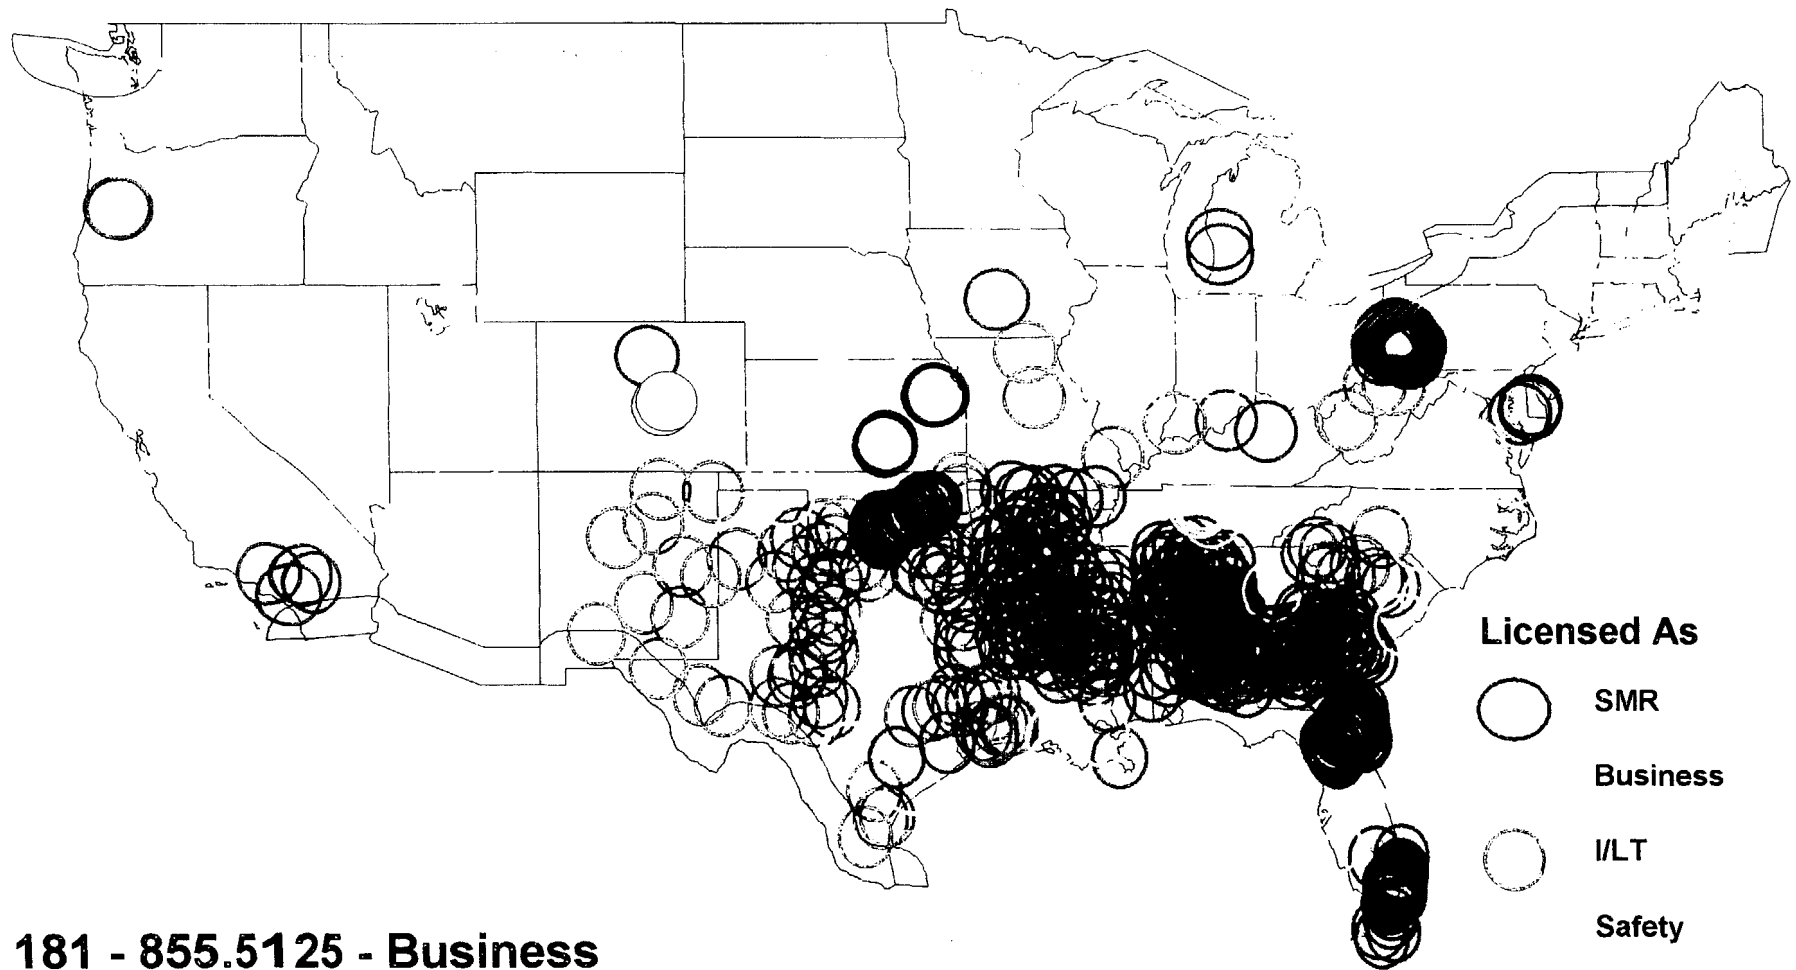 Licensed As
SMR
Business
I/LT
Safety
181 - 855.5125 - Business